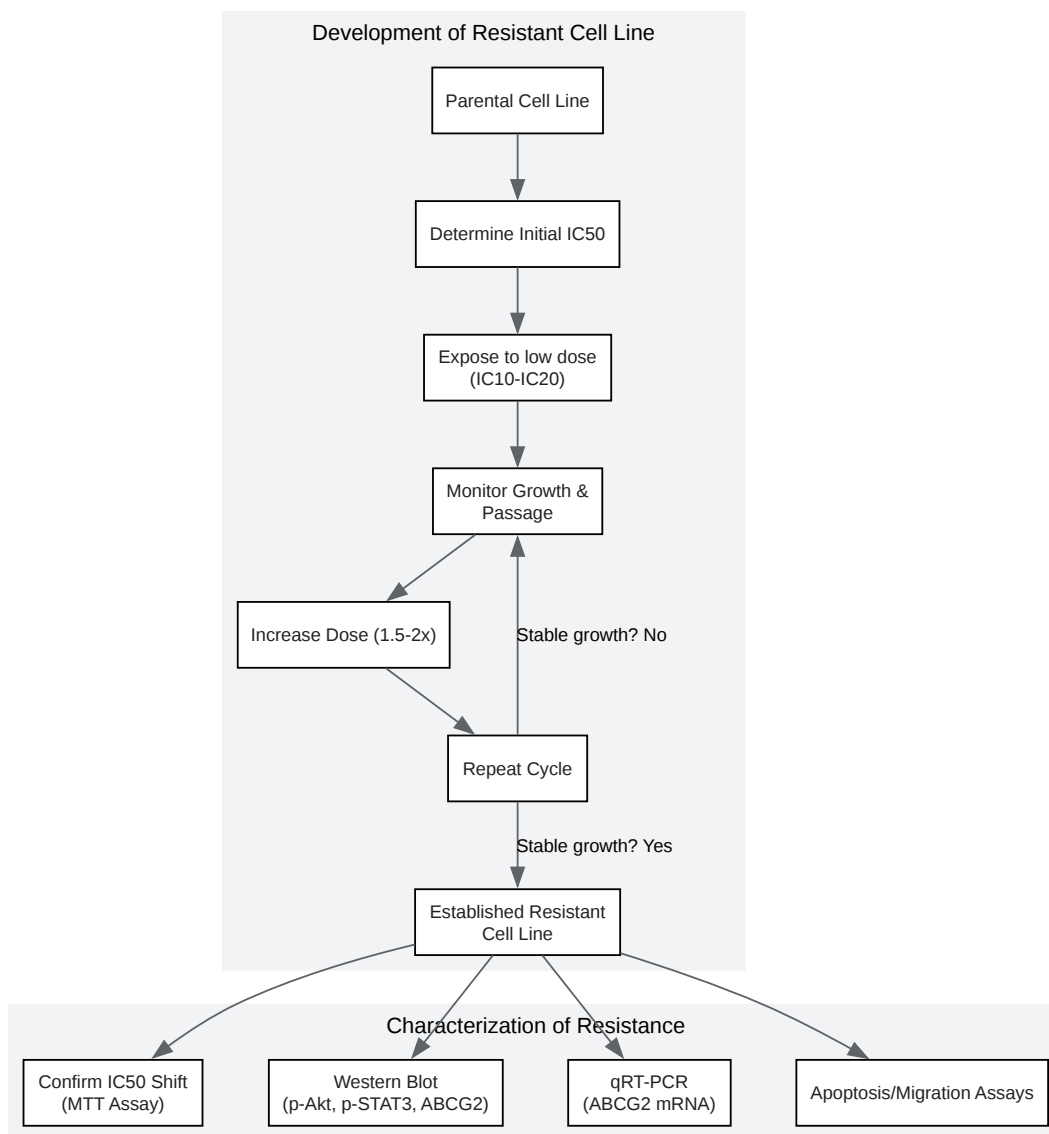 Development of Resistant Cell Line
Parental Cell Line
Determine Initial IC50
Expose to low dose
(IC10-IC20)
Monitor Growth &
Passage
Increase Dose (1.5-2x)
Stable growth? No
Repeat Cycle
Stable growth? Yes
Established Resistant
Cell Line
Characterization of Resistance
Confirm IC50 Shift
(MTT Assay)
Western Blot
(p-Akt, p-STAT3, ABCG2)
qRT-PCR
(ABCG2 mRNA)
Apoptosis/Migration Assays